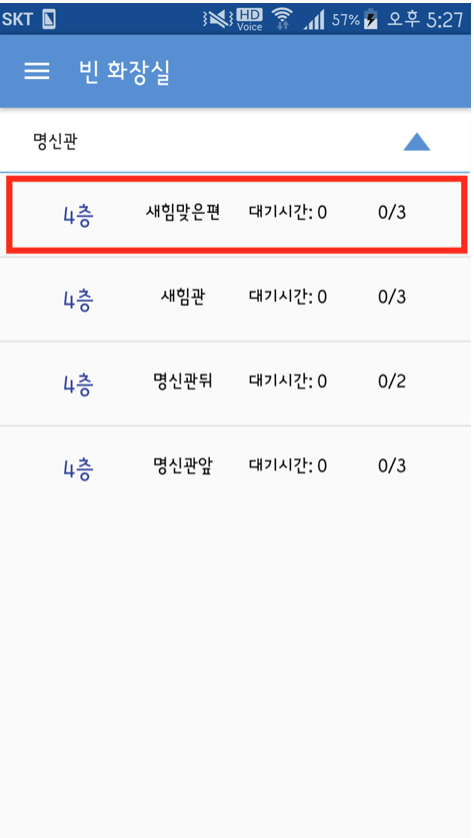 SKT HD Voice 57% 오후 5:27
빈 화장실
명신관
4층 새힘맞은편 대기시간: 0 0/3
4층 새힘관 대기시간: 0 0/3
4층 명신관뒤 대기시간: 0 0/2
4층 명신관앞 대기시간: 0 0/3